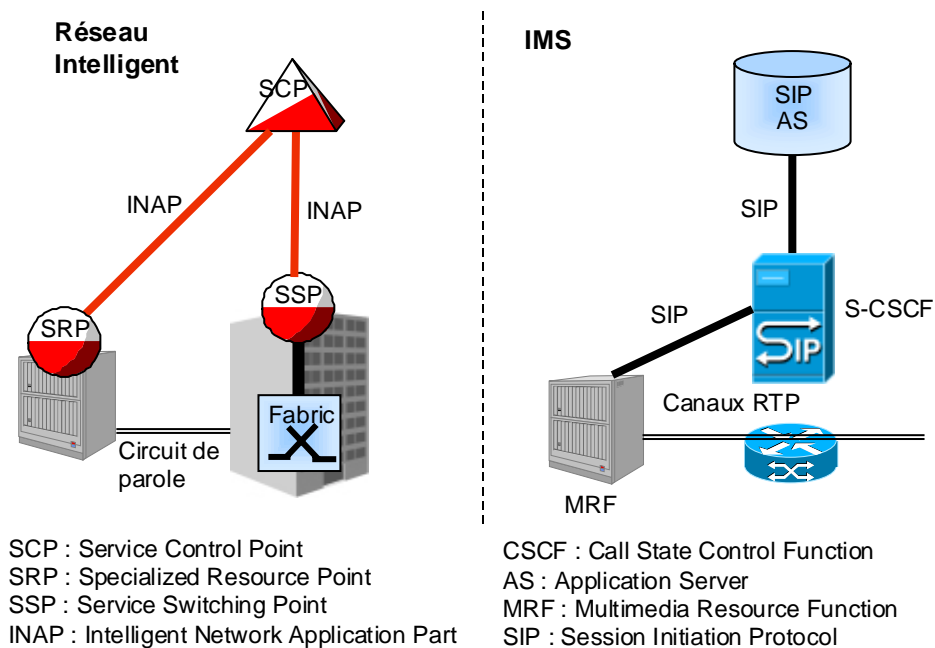 Réseau
Intelligent
SCP
INAP
INAP
SSP
SRP
Fabric
Circuit de
parole
SCP : Service Control Point
SRP : Specialized Resource Point
SSP : Service Switching Point
INAP : Intelligent Network Application Part
IMS
SIP
AS
SIP
SIP
S-CSCF
SIP
Canaux RTP
MRF
CSCF : Call State Control Function
AS : Application Server
MRF : Multimedia Resource Function
SIP : Session Initiation Protocol